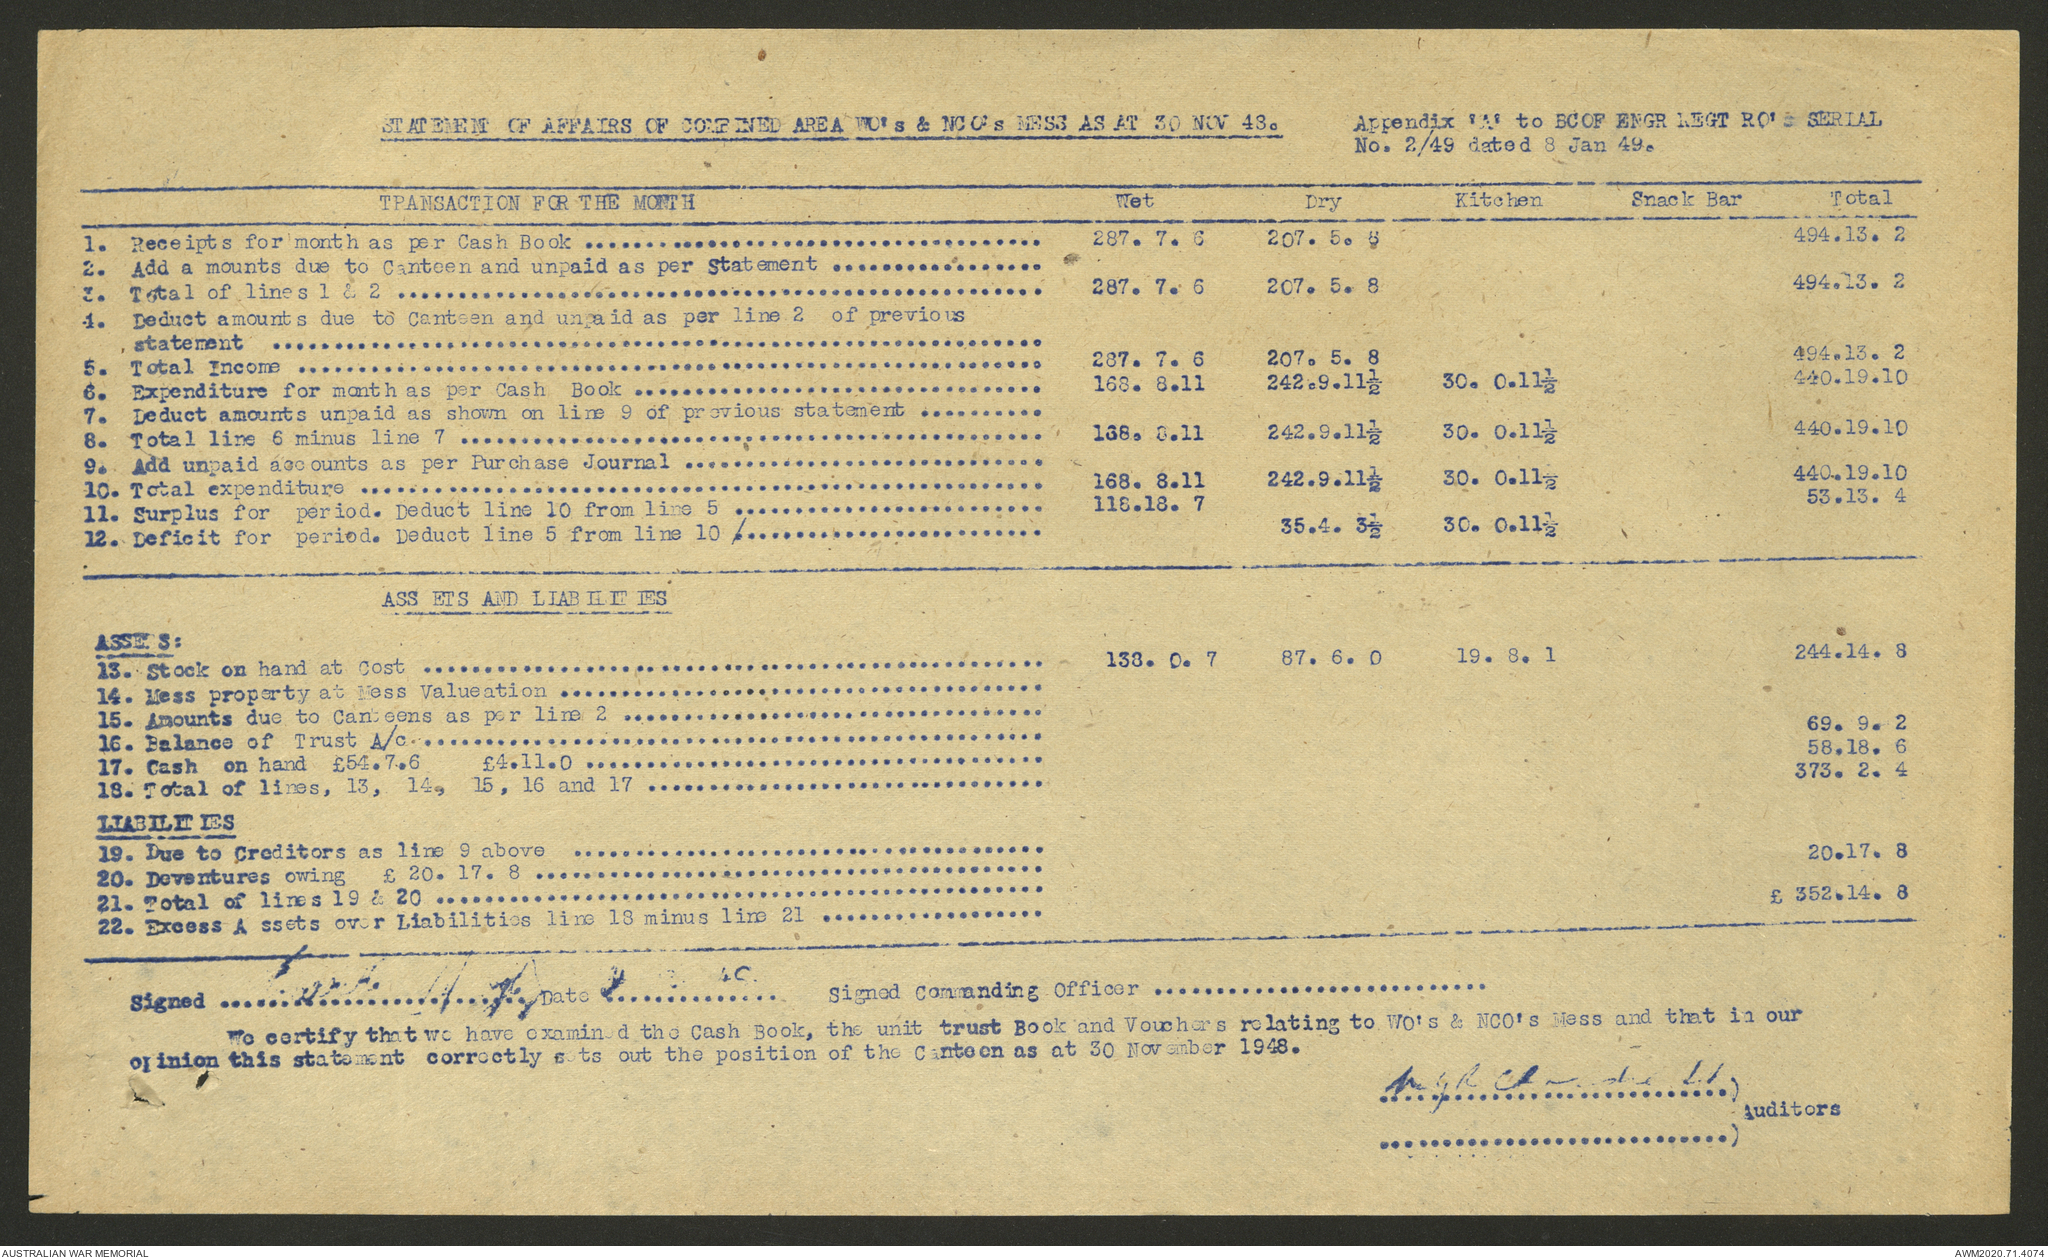 STATEMENT OF AFFAIRS OF COMBINED AREA WO's & NCO's MESS AS AT 30 NOV 48.
Appendix 'A' to BCOF ENGR REGT RO's SERIAL
No. 2/49 dated 8 Jan 49.
TRANSACTION FOR THE MONTH Wet Dry Kitchen Snack Bar Total
1. Receipts for month as per Cash Book .......... 287. 7. 6 207. 5. 8 494.13. 2
2. Add a mounts due to Canteen and unpaid as per Statement ..........
3. Total of lines 1 & 2 .......... 287. 7. 6 207. 5. 8 494.13. 2
4. Deduct amounts due to Canteen and unpaid as per line 2 of previous
statement ..........
5. Total Income .......... 287. 7. 6 207. 5. 8 494.13. 2
6. Expenditure for month as per Cash Book .......... 168. 8.11 242.9.11½ 30. 0.11½ 440.19.10
7. Deduct amounts unpaid as shown on line 9 of previous statement ..........
8. Total line 6 minus line 7 .......... 168. 8.11 242.9.11½ 30. 0.11½ 440.19.10
9. Add unpaid accounts as per Purchase Journal ..........
10. Total expenditure .......... 168. 8.11 242.9.11½ 30. 0.11½ 440.19.10
11. Surplus for period. Deduct line 10 from line 5 .......... 118.18. 7 53.13. 4
12. Deficit for period. Deduct line 5 from line 10 .......... 35.4. 3½ 30. 0.11½
ASSETS AND LIABILITIES
ASSETS:
13. Stock on hand at Cost .......... 138. 0. 7 87. 6. 0 19. 8. 1 244.14. 8
14. Mess property at Mess Valueation ..........
15. Amounts due to Canteens as per line 2 ..........
16. Balance of Trust A/c .......... 69. 9. 2
17. Cash on hand £54.7.6 £4.11.0 .......... 58.18. 6
18. Total of lines, 13, 14, 15, 16 and 17 .......... 373. 2. 4
LIABILITIES
19. Due to Creditors as line 9 above ..........
20. Deventures owing £ 20. 17. 8 .......... 20.17. 8
21. Total of lines 19 & 20 ..........
22. Excess A ssets over Liabilities line 18 minus line 21 .......... £ 352.14. 8
Signed .......... Date .......... Signed Commanding Officer ..........
We certify that we have examined the Cash Book, the unit trust Book and Vouchers relating to WO's & NCO's Mess and that in our
opinion this statement correctly sets out the position of the Canteen as at 30 November 1948.
..........)
Auditors
..........)
AUSTRALIAN WAR MEMORIAL
AWM2020.71.4074